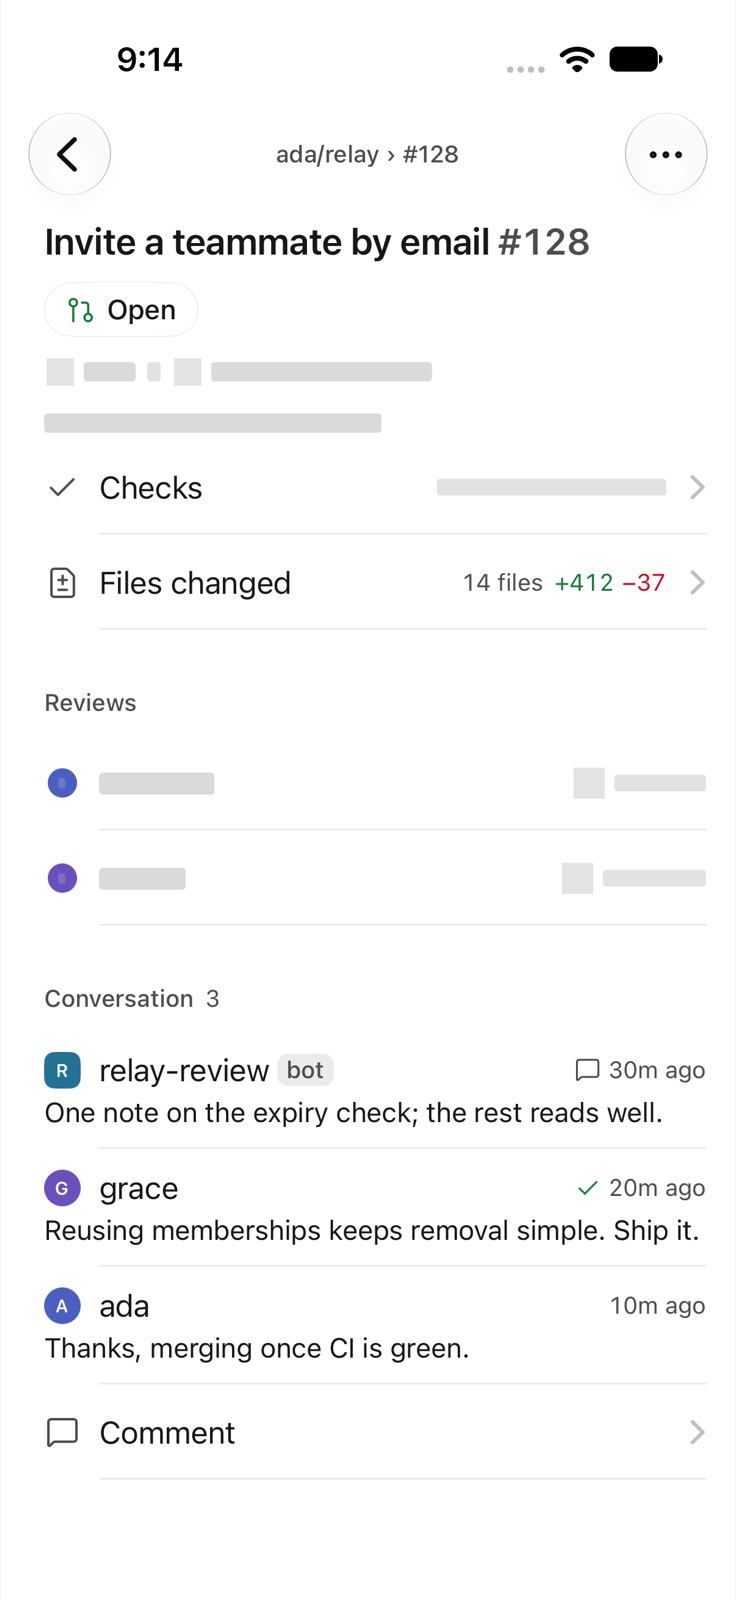 9:14
ada/relay › #128
Invite a teammate by email #128
Open
Checks
Files changed 14 files +412 −37
Reviews
Conversation 3
R relay-review bot 30m ago
One note on the expiry check; the rest reads well.
G grace 20m ago
Reusing memberships keeps removal simple. Ship it.
A ada 10m ago
Thanks, merging once CI is green.
Comment